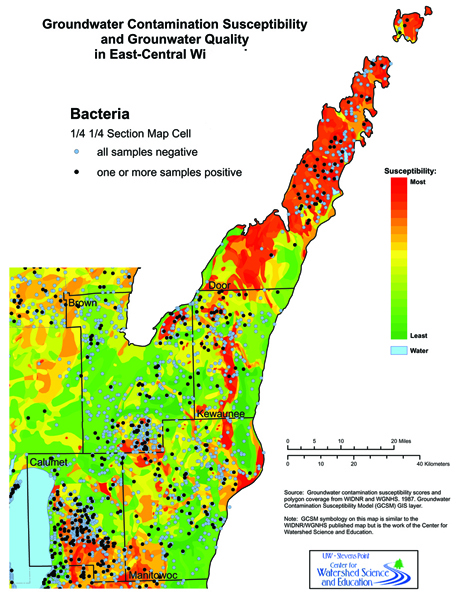 Groundwater Contamination Susceptibility
and Grounwater Quality
in East-Central Wi
Bacteria
1/4 1/4 Section Map Cell
all samples negative
one or more samples positive
Susceptibility:
Most
Least
Water
Door
Brown
Kewaunee
Calumet
Manitowoc
0 5 10 20 Miles
0 5 10 20 30 40 Kilometers
Source: Groundwater contamination susceptibility scores and
polygon coverage from WIDNR and WGNHS. 1987. Groundwater
Contamination Susceptibility Model (GCSM) GIS layer.
Note: GCSM symbology on this map is similar to the
WIDNR/WGNHS published map but is the work of the Center for
Watershed Science and Education.
UW - Stevens Point
Center for
Watershed Science
and Education